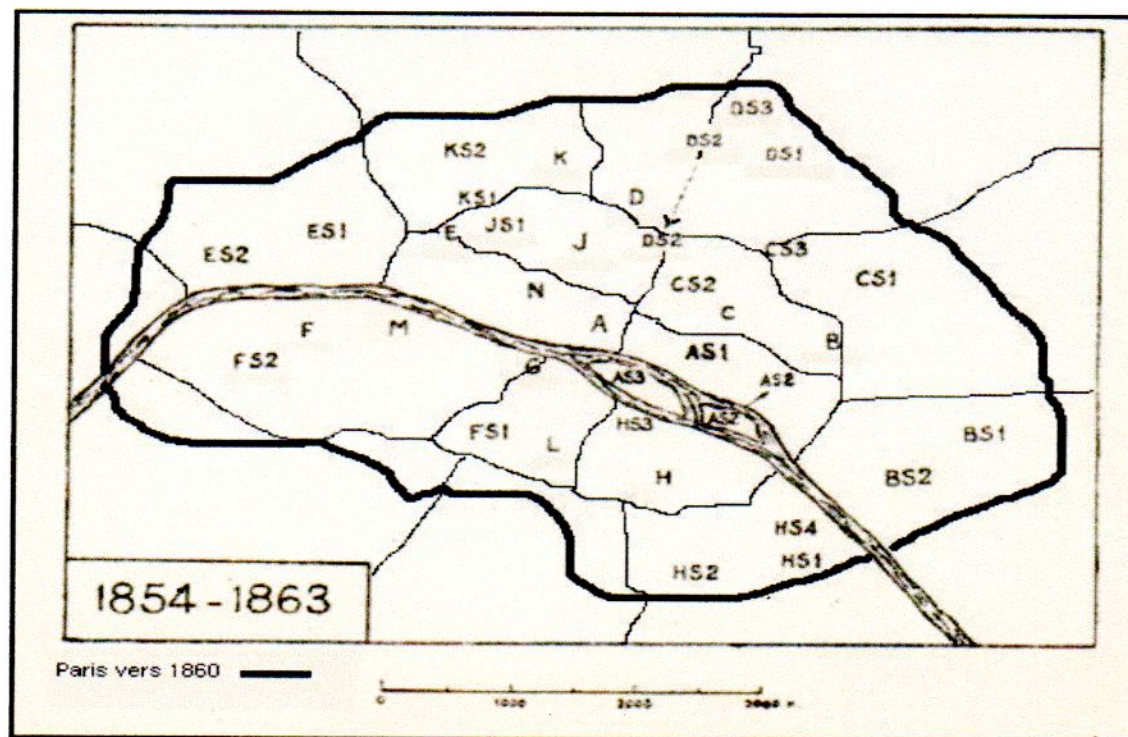 DS3
KS2
K
DS2
DS1
KS1
D
E
JS1
J
DS2
CS3
ES2
ES1
CS2
CS1
N
C
F
M
A
B
FS2
AS1
G
AS3
AS2
AS2
FS1
L
HS3
BS1
H
BS2
HS4
HS2
HS1
1854-1863
Paris vers 1860
0
1000
2000